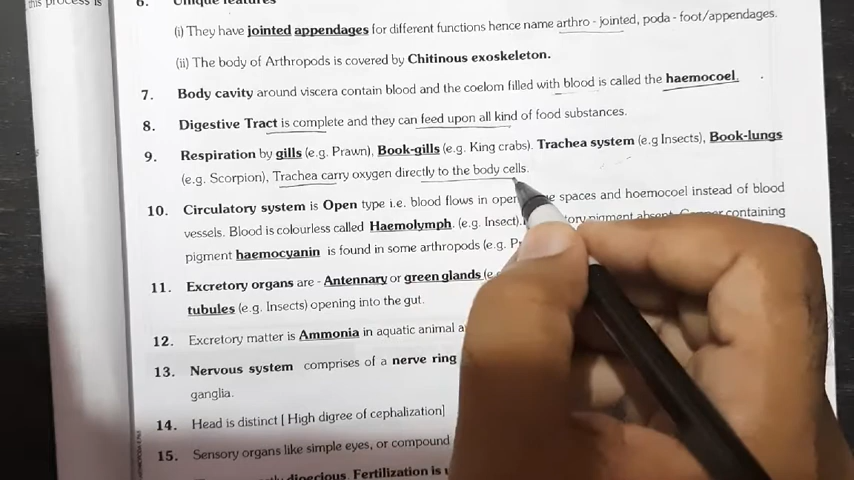 this process is
6. Unique features
(i) They have jointed appendages for different functions hence name arthro - jointed, poda - foot/appendages.
(ii) The body of Arthropods is covered by Chitinous exoskeleton.
7. Body cavity around viscera contain blood and the coelom filled with blood is called the haemocoel.
8. Digestive Tract is complete and they can feed upon all kind of food substances.
9. Respiration by gills (e.g. Prawn), Book-gills (e.g. King crabs). Trachea system (e.g Insects), Book-lungs
(e.g. Scorpion), Trachea carry oxygen directly to the body cells.
10. Circulatory system is Open type i.e. blood flows in open spaces and hoemocoel instead of blood
vessels. Blood is colourless called Haemolymph. (e.g. Insect). pigment absent. containing
pigment haemocyanin is found in some arthropods (e.g.
11. Excretory organs are - Antennary or green glands
tubules (e.g. Insects) opening into the gut.
12. Excretory matter is Ammonia in aquatic animal
13. Nervous system comprises of a nerve ring
ganglia.
14. Head is distinct [ High digree of cephalization]
15. Sensory organs like simple eyes, or compound
dioecious. Fertilization is